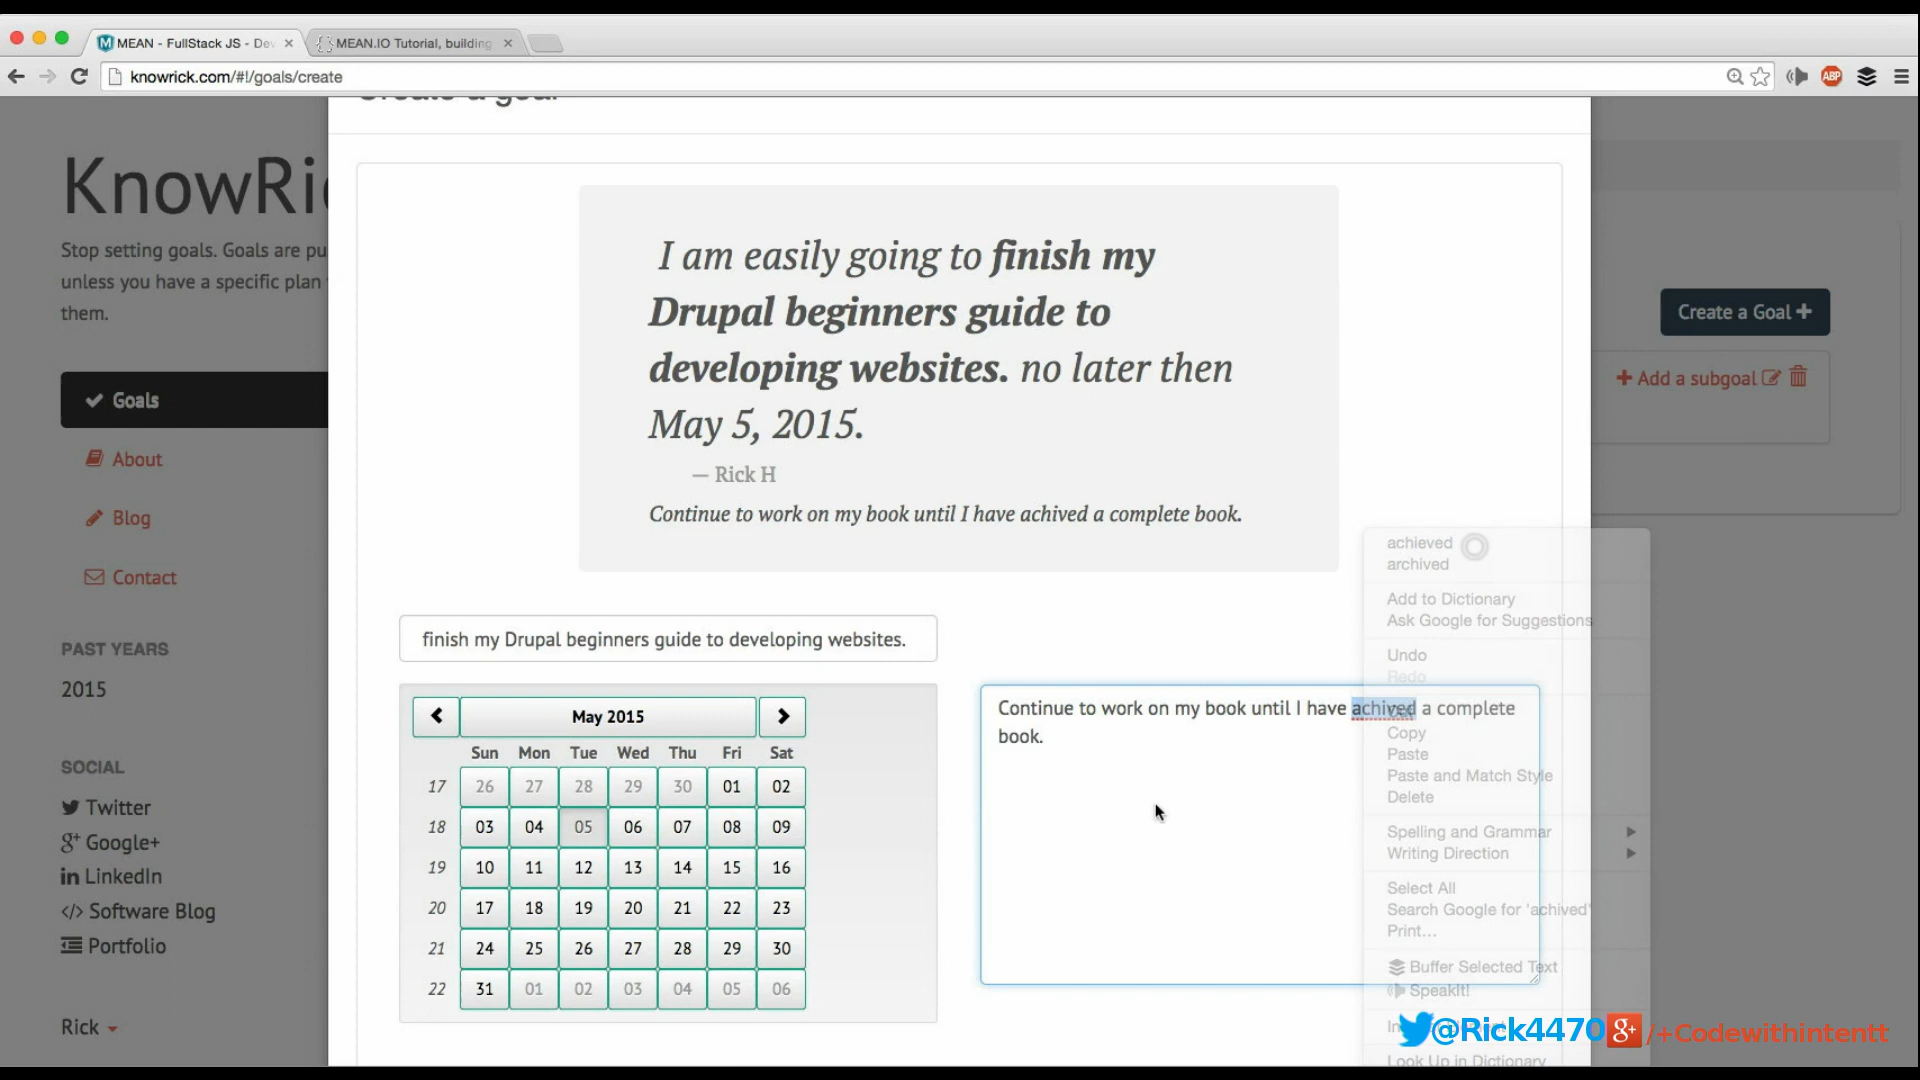 MEAN - FullStack JS - De
MEAN.IO Tutorial, building
knowrick.com/#!/goals/create
ABP
Create a goal
KnowRi
Stop setting goals. Goals are pu
unless you have a specific plan
them.
Goals
About
Blog
Contact
PAST YEARS
2015
SOCIAL
Twitter
Google+
LinkedIn
Software Blog
Portfolio
Rick
I am easily going to finish my
Drupal beginners guide to
developing websites. no later then
May 5, 2015.
— Rick H
Continue to work on my book until I have achived a complete book.
Create a Goal
Add a subgoal
finish my Drupal beginners guide to developing websites.
May 2015
Sun Mon Tue Wed Thu Fri Sat
17 26 27 28 29 30 01 02
18 03 04 05 06 07 08 09
19 10 11 12 13 14 15 16
20 17 18 19 20 21 22 23
21 24 25 26 27 28 29 30
22 31 01 02 03 04 05 06
Continue to work on my book until I have achived a complete
book.
achieved
archived
Add to Dictionary
Ask Google for Suggestions
Undo
Redo
Copy
Paste
Paste and Match Style
Delete
Spelling and Grammar
Writing Direction
Select All
Search Google for 'achived'
Print...
Buffer Selected Text
SpeakIt!
Look Up in Dictionary
@Rick4470 g+ /+Codewithintentt